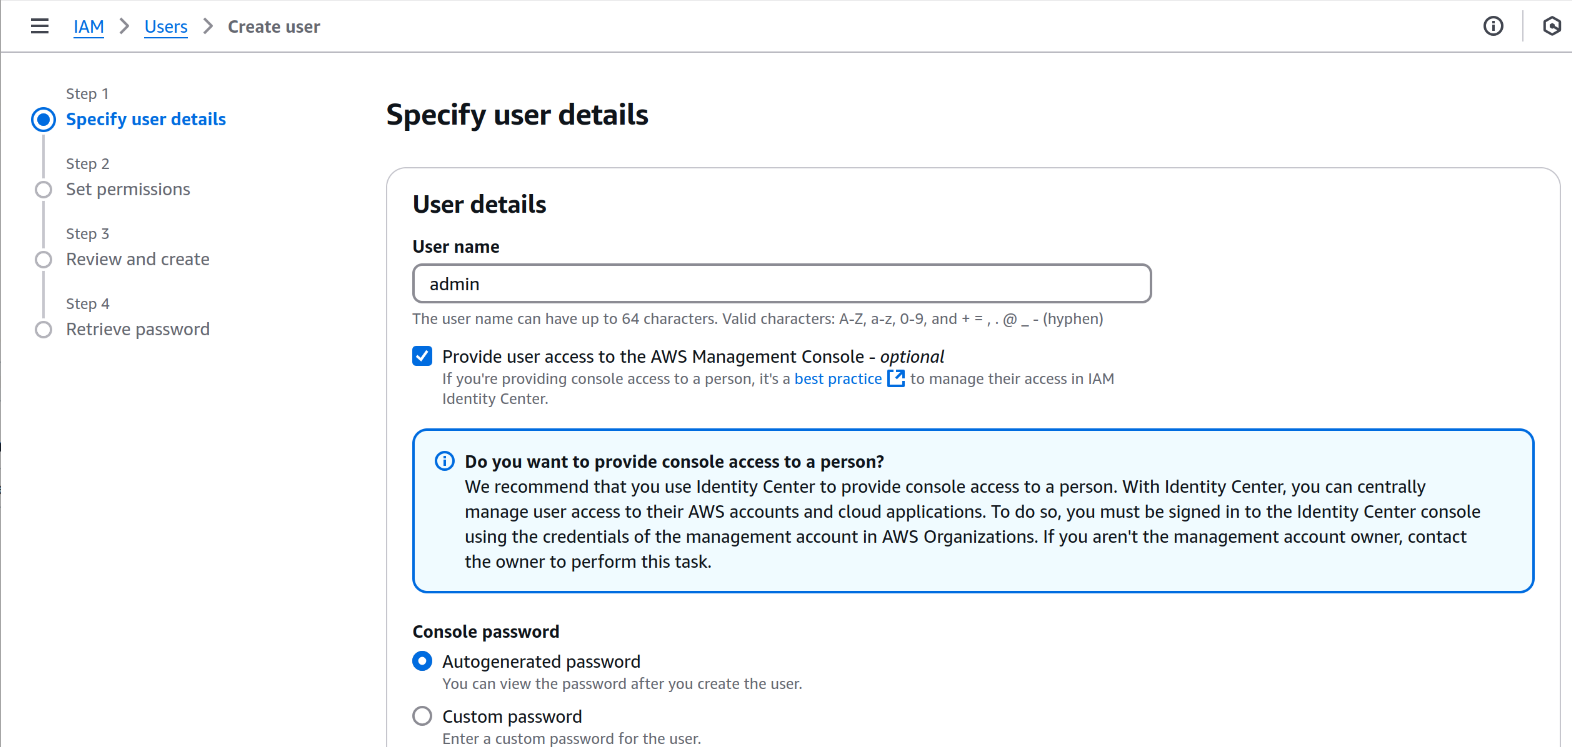 IAM > Users > Create user
Step 1
Specify user details
Step 2
Set permissions
Step 3
Review and create
Step 4
Retrieve password
Specify user details
User details
User name
admin
The user name can have up to 64 characters. Valid characters: A-Z, a-z, 0-9, and + = , . @ _ - (hyphen)
Provide user access to the AWS Management Console - optional
If you're providing console access to a person, it's a best practice to manage their access in IAM
Identity Center.
Do you want to provide console access to a person?
We recommend that you use Identity Center to provide console access to a person. With Identity Center, you can centrally
manage user access to their AWS accounts and cloud applications. To do so, you must be signed in to the Identity Center console
using the credentials of the management account in AWS Organizations. If you aren't the management account owner, contact
the owner to perform this task.
Console password
Autogenerated password
You can view the password after you create the user.
Custom password
Enter a custom password for the user.